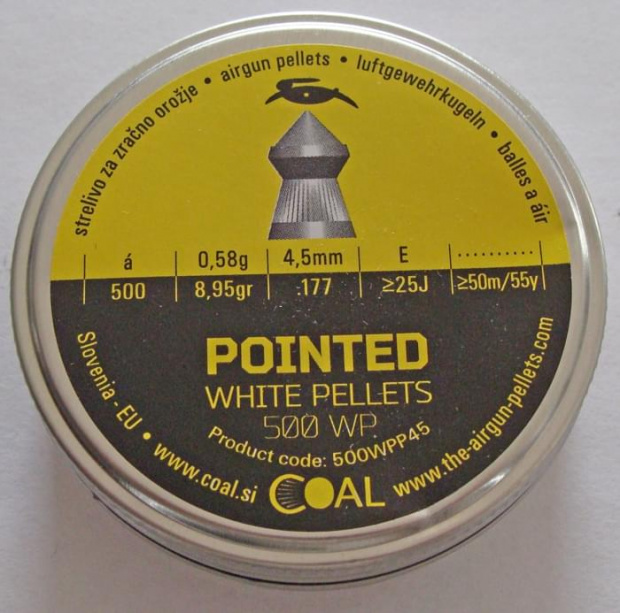 strelivo za zračno orožje • airgun pellets • luftgewehrkugeln • balles a áir
á 0,58g 4,5mm E ..........
500 8,95gr .177 ≥25J ≥50m/55y
POINTED
WHITE PELLETS
500 WP
Product code: 500WPP45
Slovenia - EU • www.coal.si COAL www.the-airgun-pellets.com